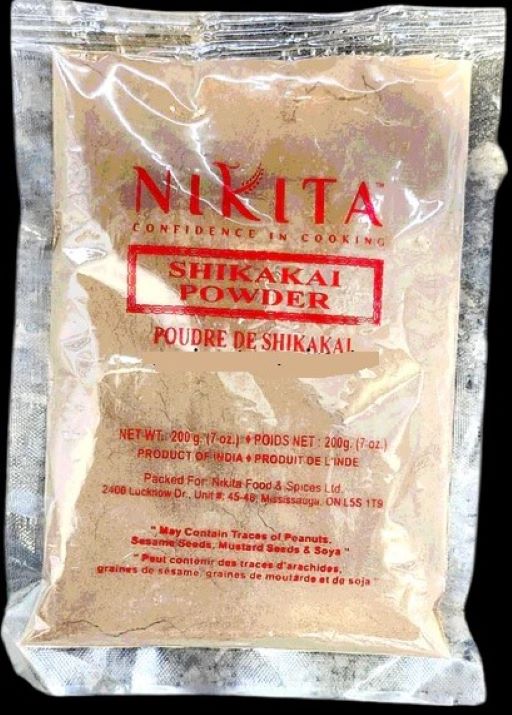 NIKITA™
CONFIDENCE IN COOKING
SHIKAKAI
POWDER
POUDRE DE SHIKAKAI
NET WT: 200 g. (7 oz.) ♦ POIDS NET : 200g. (7 oz.)
PRODUCT OF INDIA ♦ PRODUIT DE L'INDE
Packed For: Nikita Food & Spices Ltd.
2400 Lucknow Dr., Unit #: 45-46, Mississauga, ON L5S 1T9
" May Contain Traces of Peanuts,
Sesame Seeds, Mustard Seeds & Soya "
" Peut contenir des traces d'arachides,
graines de sésame, graines de moutarde et de soja "